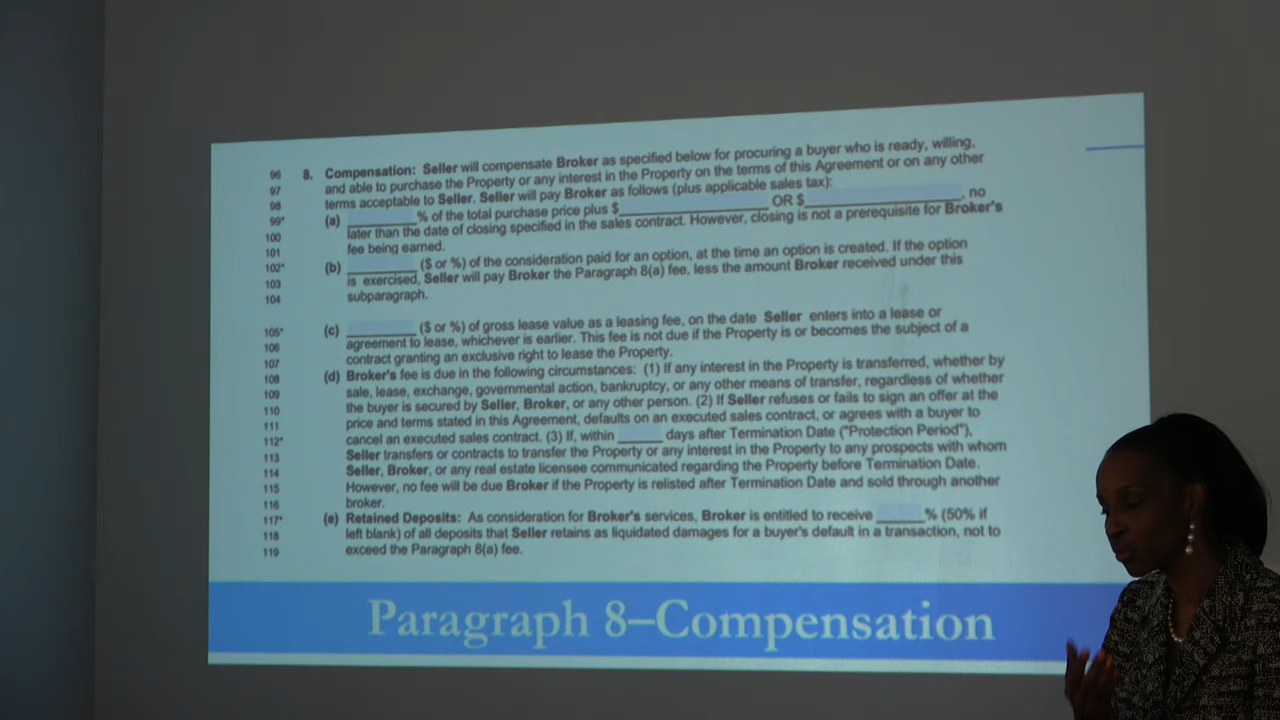 96 8. Compensation: Seller will compensate Broker as specified below for procuring a buyer who is ready, willing,
97 and able to purchase the Property or any interest in the Property on the terms of this Agreement or on any other
98 terms acceptable to Seller. Seller will pay Broker as follows (plus applicable sales tax):
99* (a) ______ % of the total purchase price plus $______ OR $______, no
100 later than the date of closing specified in the sales contract. However, closing is not a prerequisite for Broker's
101 fee being earned.
102* (b) ______ ($ or %) of the consideration paid for an option, at the time an option is created. If the option
103 is exercised, Seller will pay Broker the Paragraph 8(a) fee, less the amount Broker received under this
104 subparagraph.
105* (c) ______ ($ or %) of gross lease value as a leasing fee, on the date Seller enters into a lease or
106 agreement to lease, whichever is earlier. This fee is not due if the Property is or becomes the subject of a
107 contract granting an exclusive right to lease the Property.
108 (d) Broker's fee is due in the following circumstances: (1) If any interest in the Property is transferred, whether by
109 sale, lease, exchange, governmental action, bankruptcy, or any other means of transfer, regardless of whether
110 the buyer is secured by Seller, Broker, or any other person. (2) If Seller refuses or fails to sign an offer at the
111 price and terms stated in this Agreement, defaults on an executed sales contract, or agrees with a buyer to
112* cancel an executed sales contract. (3) If, within ______ days after Termination Date ("Protection Period"),
113 Seller transfers or contracts to transfer the Property or any interest in the Property to any prospects with whom
114 Seller, Broker, or any real estate licensee communicated regarding the Property before Termination Date.
115 However, no fee will be due Broker if the Property is relisted after Termination Date and sold through another
116 broker.
117* (e) Retained Deposits: As consideration for Broker's services, Broker is entitled to receive ______% (50% if
118 left blank) of all deposits that Seller retains as liquidated damages for a buyer's default in a transaction, not to
119 exceed the Paragraph 8(a) fee.
Paragraph 8–Compensation